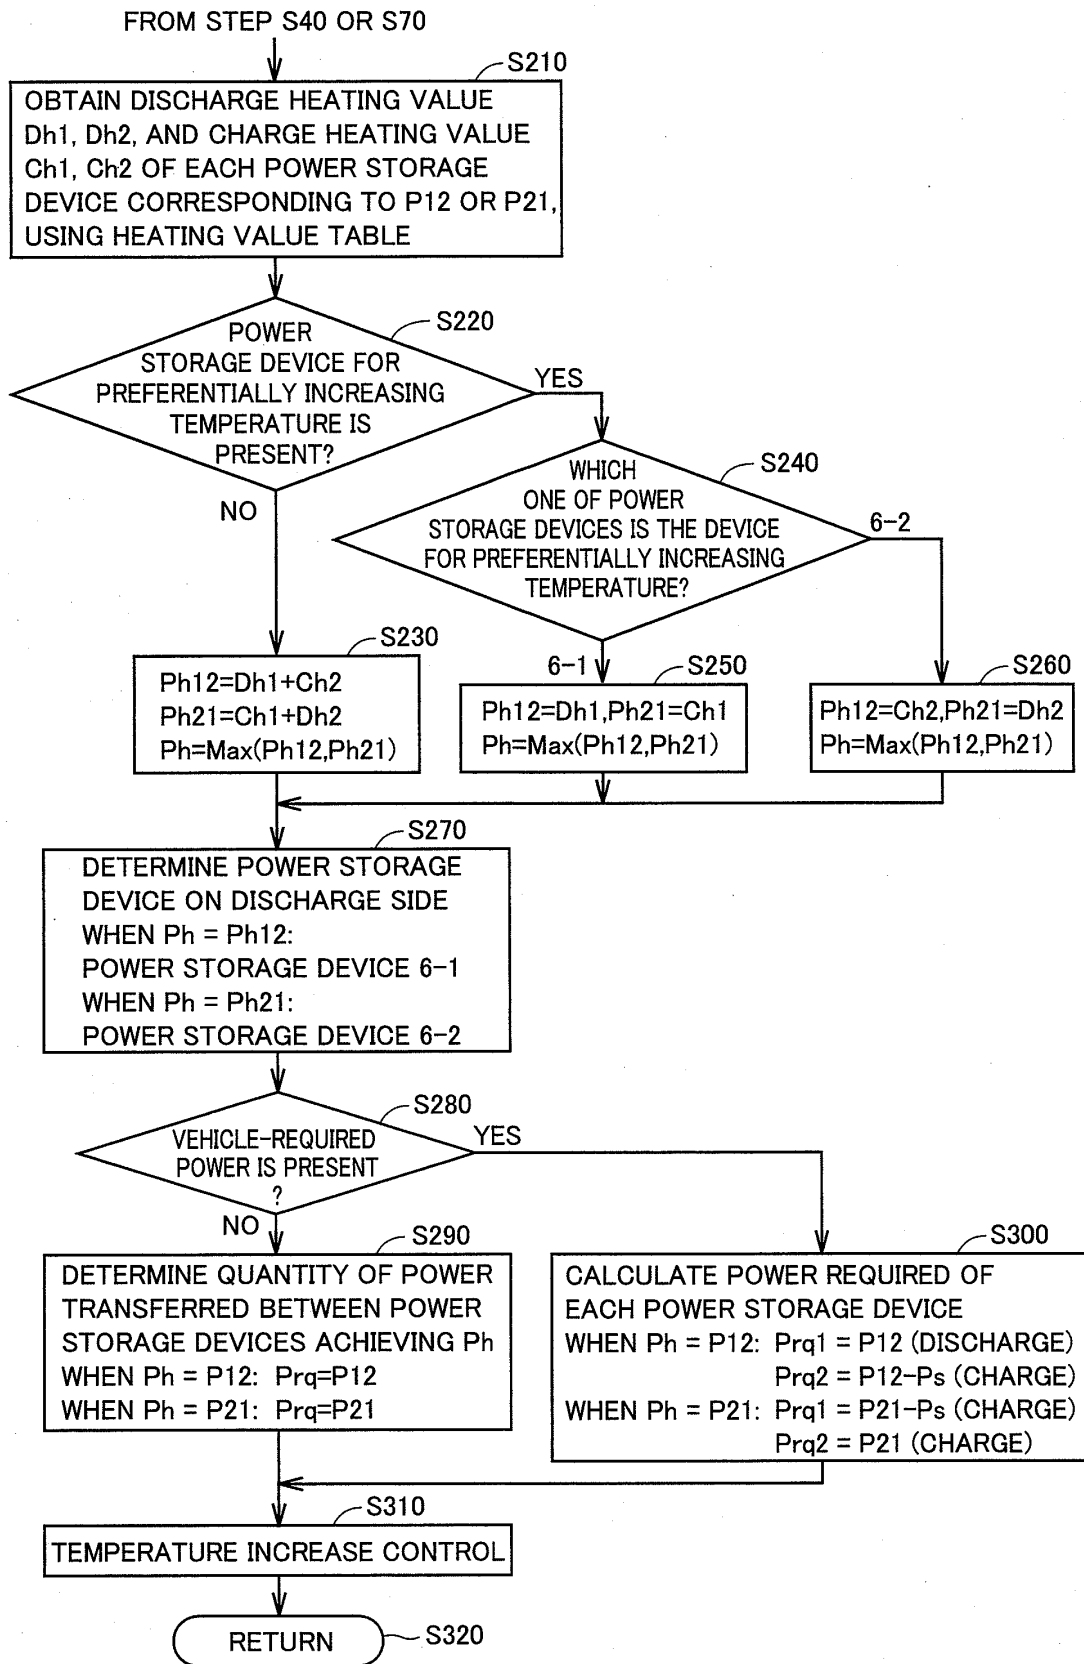 FROM STEP S40 OR S70
S210
OBTAIN DISCHARGE HEATING VALUE
Dh1, Dh2, AND CHARGE HEATING VALUE
Ch1, Ch2 OF EACH POWER STORAGE
DEVICE CORRESPONDING TO P12 OR P21,
USING HEATING VALUE TABLE
S220
POWER
STORAGE DEVICE FOR
PREFERENTIALLY INCREASING
TEMPERATURE IS
PRESENT?
YES
NO
S240
WHICH
ONE OF POWER
STORAGE DEVICES IS THE DEVICE
FOR PREFERENTIALLY INCREASING
TEMPERATURE?
6-2
6-1
S230
Ph12=Dh1+Ch2
Ph21=Ch1+Dh2
Ph=Max(Ph12,Ph21)
S250
Ph12=Dh1,Ph21=Ch1
Ph=Max(Ph12,Ph21)
S260
Ph12=Ch2,Ph21=Dh2
Ph=Max(Ph12,Ph21)
S270
DETERMINE POWER STORAGE
DEVICE ON DISCHARGE SIDE
WHEN Ph = Ph12:
POWER STORAGE DEVICE 6-1
WHEN Ph = Ph21:
POWER STORAGE DEVICE 6-2
S280
VEHICLE-REQUIRED
POWER IS PRESENT
?
YES
NO
S290
DETERMINE QUANTITY OF POWER
TRANSFERRED BETWEEN POWER
STORAGE DEVICES ACHIEVING Ph
WHEN Ph = P12: Prq=P12
WHEN Ph = P21: Prq=P21
S300
CALCULATE POWER REQUIRED OF
EACH POWER STORAGE DEVICE
WHEN Ph = P12: Prq1 = P12 (DISCHARGE)
Prq2 = P12-Ps (CHARGE)
WHEN Ph = P21: Prq1 = P21-Ps (CHARGE)
Prq2 = P21 (CHARGE)
S310
TEMPERATURE INCREASE CONTROL
RETURN
S320